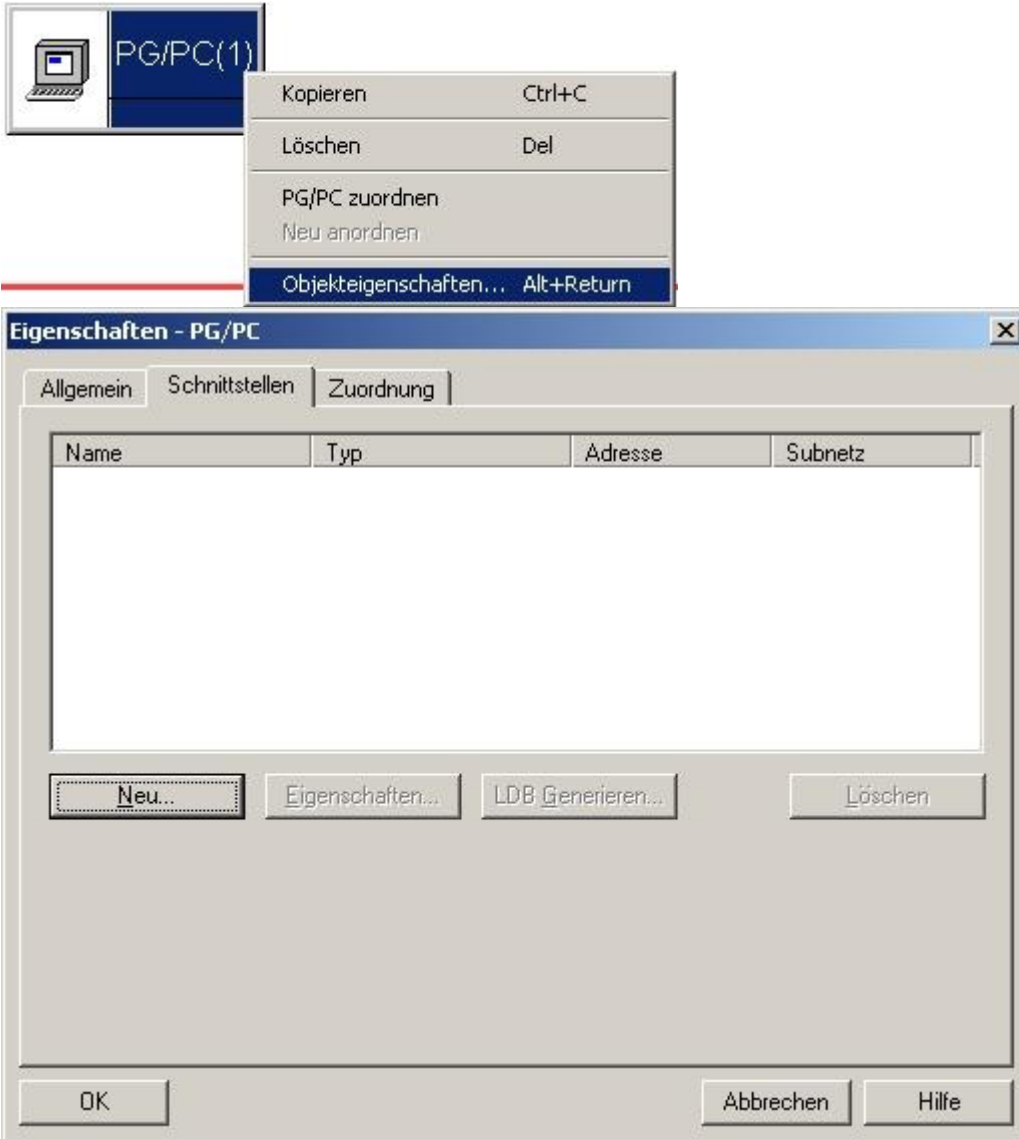 PG/PC(1)
Kopieren Ctrl+C
Löschen Del
PG/PC zuordnen
Neu anordnen
Objekteigenschaften... Alt+Return
Eigenschaften - PG/PC
Allgemein Schnittstellen Zuordnung
Name Typ Adresse Subnetz
Neu... Eigenschaften... LDB Generieren... Löschen
OK Abbrechen Hilfe